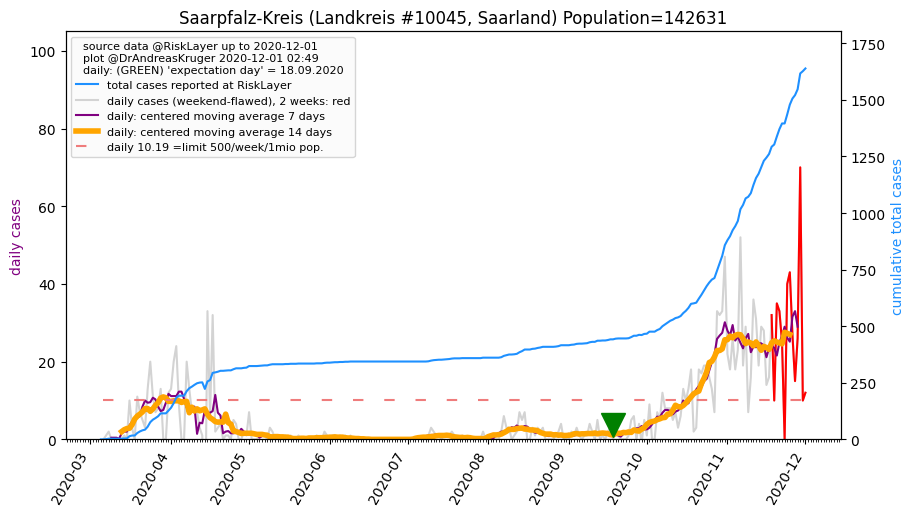 Saarpfalz-Kreis (Landkreis #10045, Saarland) Population=142631
source data @RiskLayer up to 2020-12-01
plot @DrAndreasKruger 2020-12-01 02:49
daily: (GREEN) 'expectation day' = 18.09.2020
total cases reported at RiskLayer
daily cases (weekend-flawed), 2 weeks: red
daily: centered moving average 7 days
daily: centered moving average 14 days
daily 10.19 =limit 500/week/1mio pop.
daily cases
100
80
60
40
20
0
cumulative total cases
1750
1500
1250
1000
750
500
250
0
2020-03
2020-04
2020-05
2020-06
2020-07
2020-08
2020-09
2020-10
2020-11
2020-12